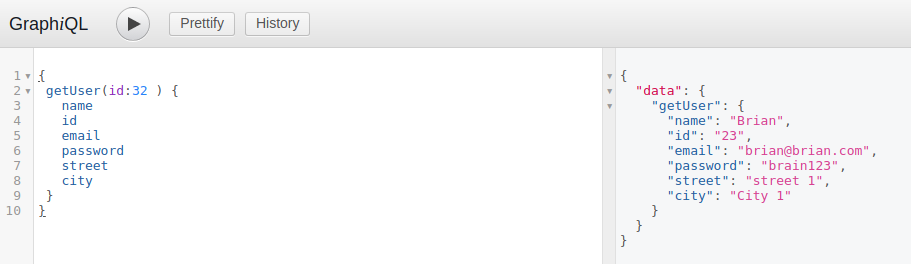 GraphiQL Prettify History
1 {
2 getUser(id:32 ) {
3 name
4 id
5 email
6 password
7 street
8 city
9 }
10 }
{
"data": {
"getUser": {
"name": "Brian",
"id": "23",
"email": "brian@brian.com",
"password": "brain123",
"street": "street 1",
"city": "City 1"
}
}
}